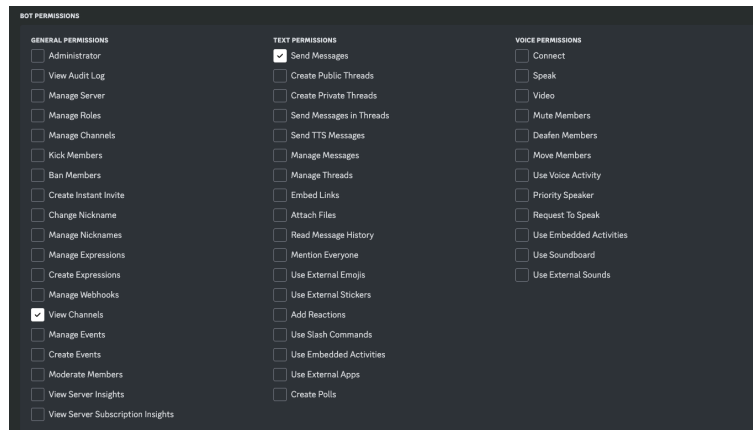 BOT PERMISSIONS
GENERAL PERMISSIONS
Administrator
View Audit Log
Manage Server
Manage Roles
Manage Channels
Kick Members
Ban Members
Create Instant Invite
Change Nickname
Manage Nicknames
Manage Expressions
Create Expressions
Manage Webhooks
View Channels
Manage Events
Create Events
Moderate Members
View Server Insights
View Server Subscription Insights
TEXT PERMISSIONS
Send Messages
Create Public Threads
Create Private Threads
Send Messages in Threads
Send TTS Messages
Manage Messages
Manage Threads
Embed Links
Attach Files
Read Message History
Mention Everyone
Use External Emojis
Use External Stickers
Add Reactions
Use Slash Commands
Use Embedded Activities
Use External Apps
Create Polls
VOICE PERMISSIONS
Connect
Speak
Video
Mute Members
Deafen Members
Move Members
Use Voice Activity
Priority Speaker
Request To Speak
Use Embedded Activities
Use Soundboard
Use External Sounds